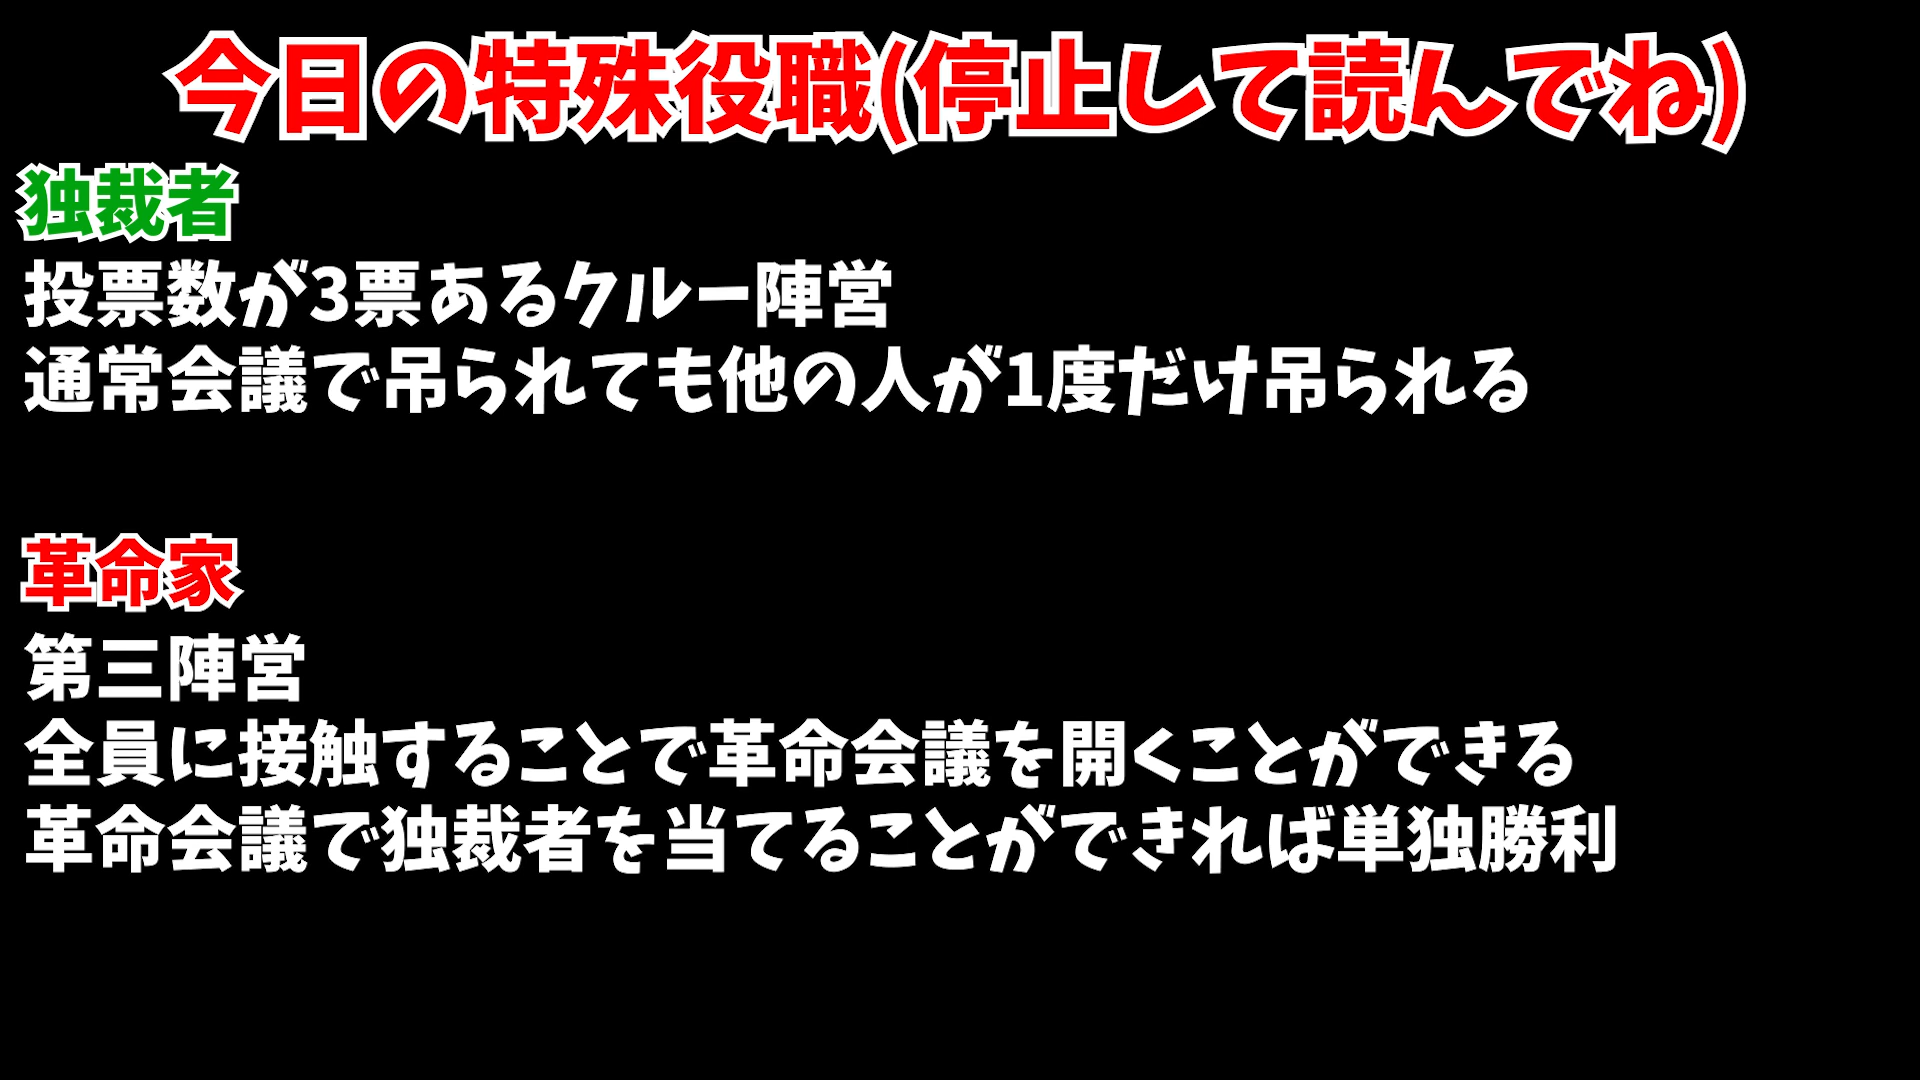 今日の特殊役職(停止して読んでね)
独裁者
投票数が3票あるクルー陣営
通常会議で吊られても他の人が1度だけ吊られる
革命家
第三陣営
全員に接触することで革命会議を開くことができる
革命会議で独裁者を当てることができれば単独勝利